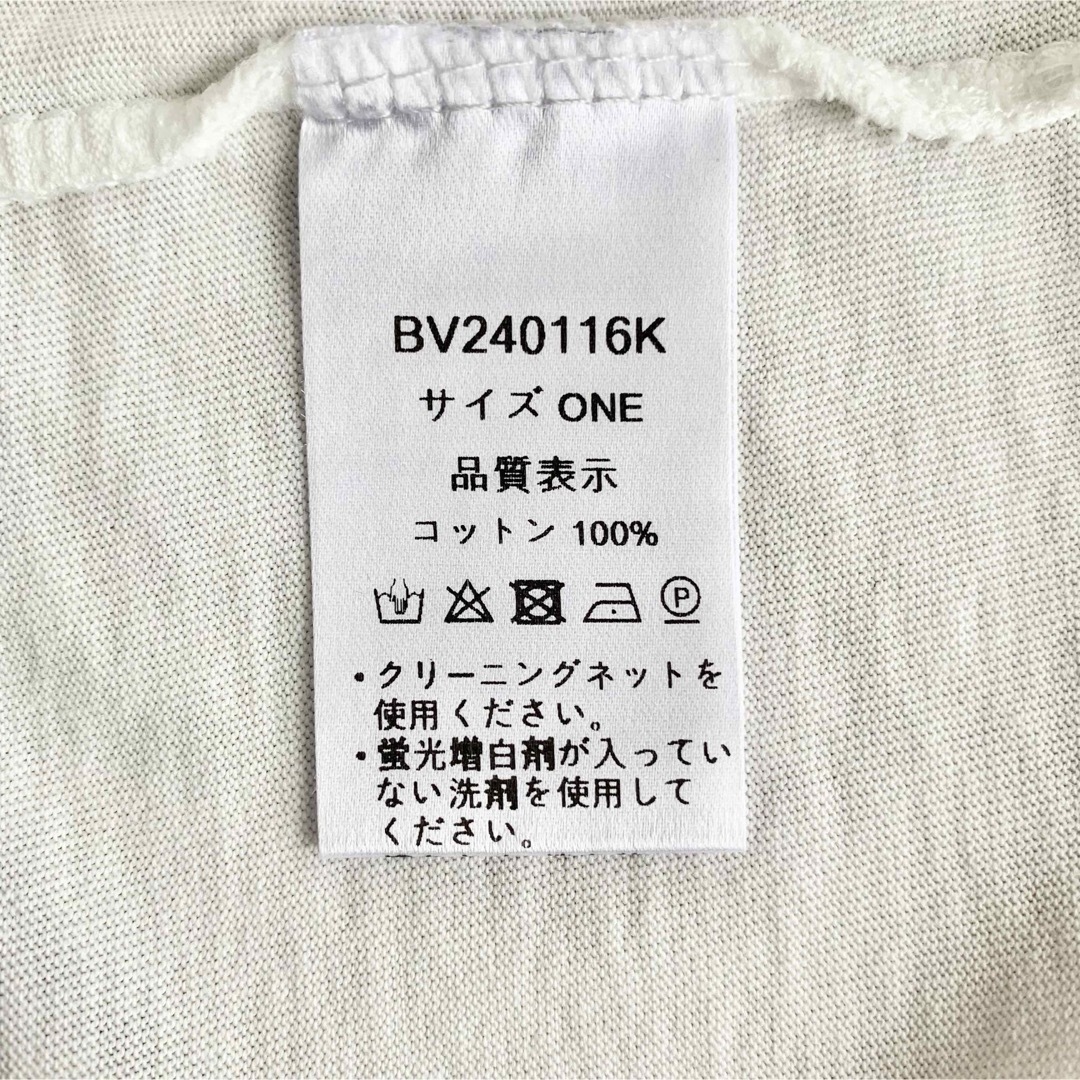 BV240116K
サイズ ONE
品質表示
コットン 100%
P
・クリーニングネットを
使用ください。
・蛍光増白剤が入ってい
ない洗剤を使用して
ください。